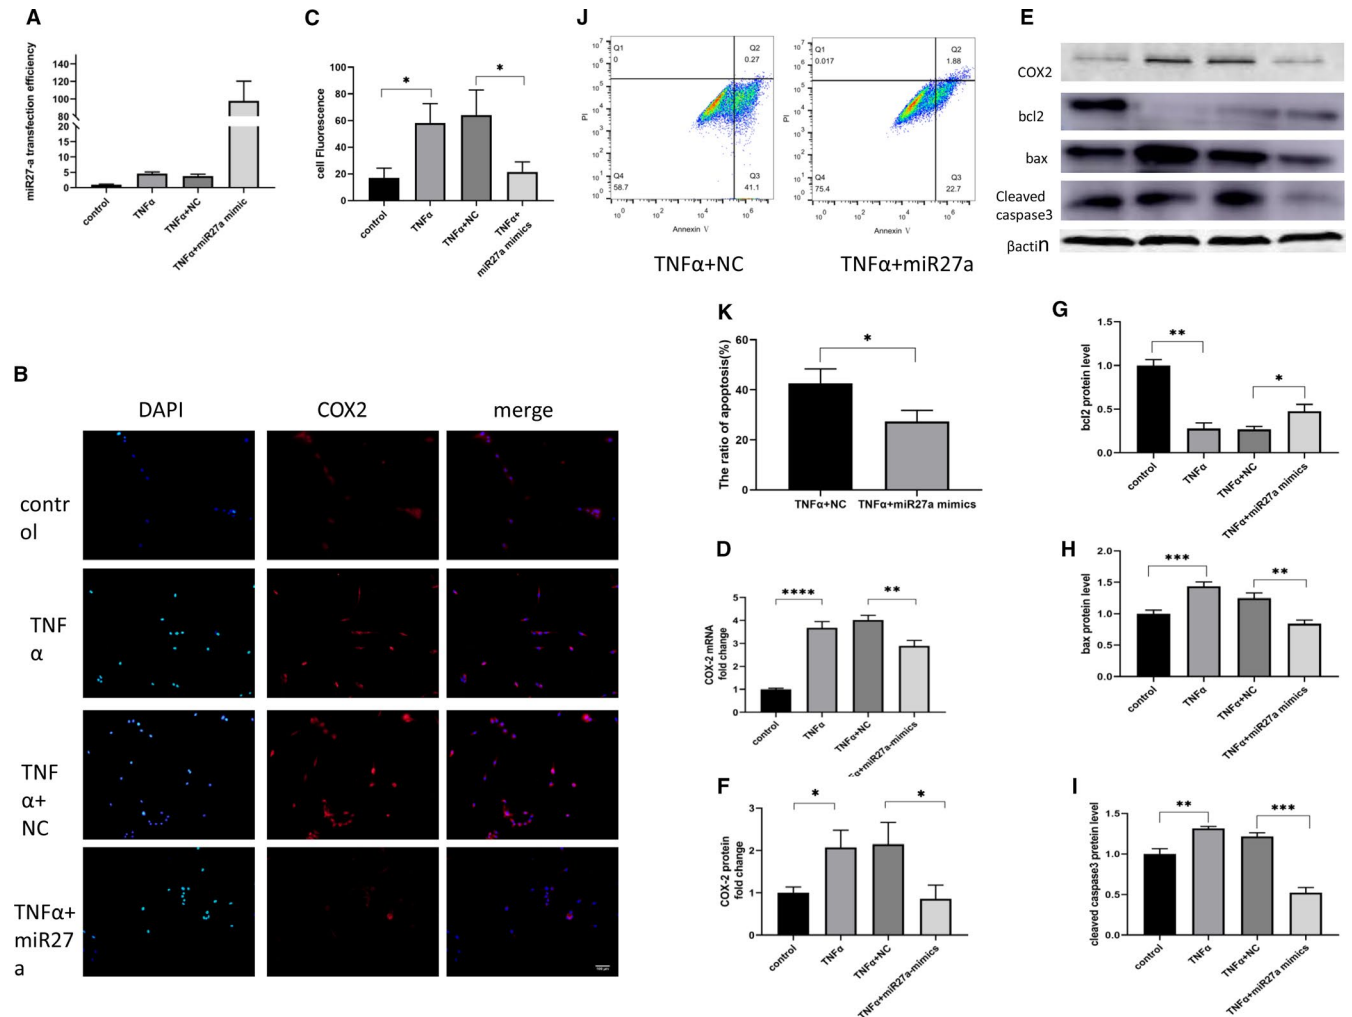 A
miR27-a transfection efficiency
140
120
100
80
60
20
15
10
5
0
control
TNFα
TNFα+NC
TNFα+miR27a mimic
C
cell Fluorescence
100
80
60
40
20
0
*
*
control
TNFα
TNFα+NC
TNFα+
miR27a mimics
J
Q1
0
Q2
0.27
Q4
58.7
Q3
41.1
PI
Annexin V
TNFα+NC
Q1
0.017
Q2
1.88
Q4
75.4
Q3
22.7
PI
Annexin V
TNFα+miR27a
E
COX2
bcl2
bax
Cleaved
caspase3
βactin
B
DAPI
COX2
merge
contr
ol
TNF
α
TNF
α+
NC
TNFα+
miR27
a
K
The ratio of apoptosis(%)
60
40
20
0
*
TNFα+NC
TNFα+miR27a mimics
D
COX-2 mRNA
fold change
5
4
3
2
1
0
****
**
control
TNFα
TNFα+NC
Fα+miR27a-mimics
F
COX-2 protein
fold change
3
2
1
0
*
*
control
TNFα
TNFα+NC
TNFα+miR27a-mimics
G
bcl2 protein level
1.5
1.0
0.5
0.0
**
*
control
TNFα
TNFα+NC
TNFα+miR27a mimics
H
bax protein level
2.0
1.5
1.0
0.5
0.0
***
**
control
TNFα
TNFα+NC
TNFα+miR27a mimics
I
cleaved caspase3 pretein level
1.5
1.0
0.5
0.0
**
***
control
TNFα
TNFα+NC
TNFα+miR27a mimics